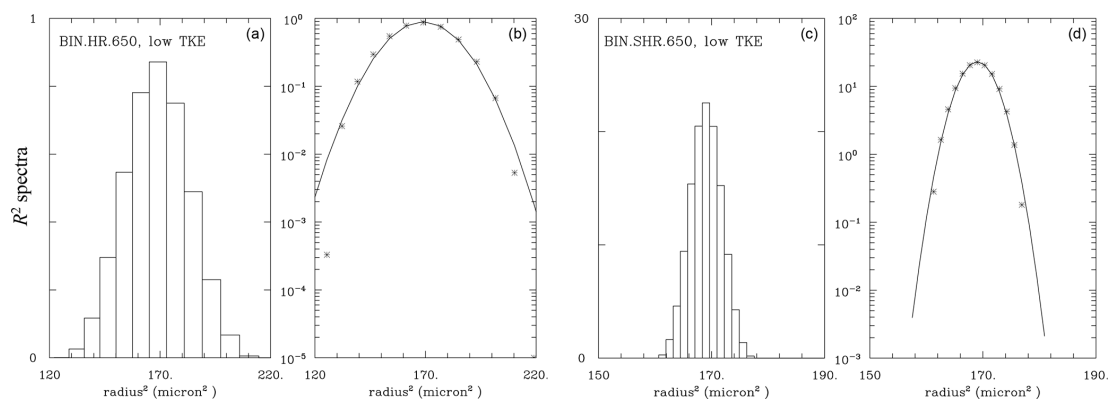 1
BIN.HR.650, low TKE
(a)
R² spectra
0
120
170.
220.
radius² (micron²)
10⁰
10⁻¹
10⁻²
10⁻³
10⁻⁴
10⁻⁵
(b)
120
170.
220.
radius² (micron²)
30
BIN.SHR.650, low TKE
(c)
0
150
170.
190.
radius² (micron²)
10²
10¹
10⁰
10⁻¹
10⁻²
10⁻³
(d)
150
170.
190.
radius² (micron²)